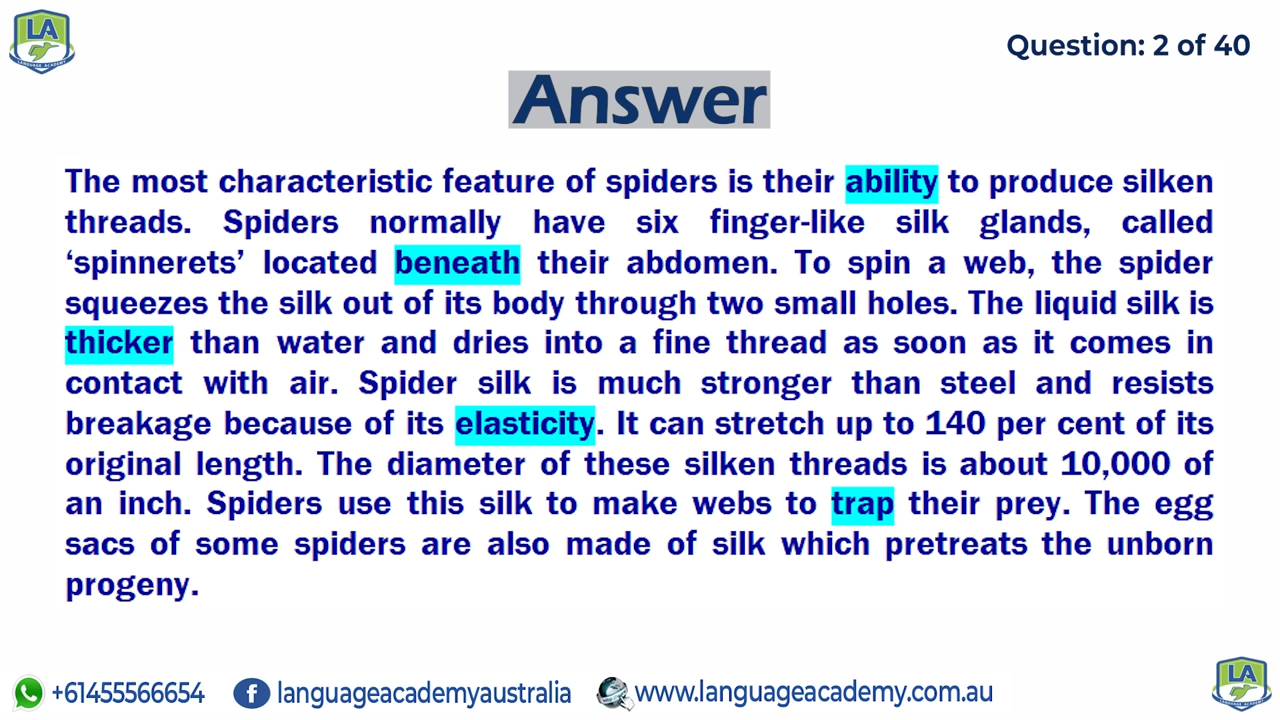 LA
LANGUAGE ACADEMY
Question: 2 of 40
Answer
The most characteristic feature of spiders is their ability to produce silken
threads. Spiders normally have six finger-like silk glands, called
‘spinnerets’ located beneath their abdomen. To spin a web, the spider
squeezes the silk out of its body through two small holes. The liquid silk is
thicker than water and dries into a fine thread as soon as it comes in
contact with air. Spider silk is much stronger than steel and resists
breakage because of its elasticity. It can stretch up to 140 per cent of its
original length. The diameter of these silken threads is about 10,000 of
an inch. Spiders use this silk to make webs to trap their prey. The egg
sacs of some spiders are also made of silk which pretreats the unborn
progeny.
+61455566654 languageacademyaustralia www.languageacademy.com.au
LA
LANGUAGE ACADEMY